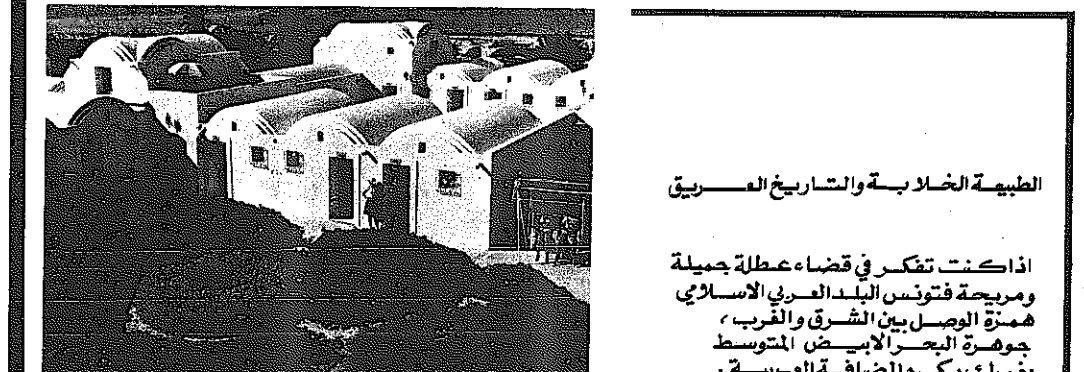 الطبيعة الخلابة والتاريخ العريق
اذا كنت تفكر في قضاء عطلة جميلة
ومريحة فتونس البلد العربي الاسلامي
همزة الوصل بين الشرق والغرب ،
جوهرة البحر الابيض المتوسط